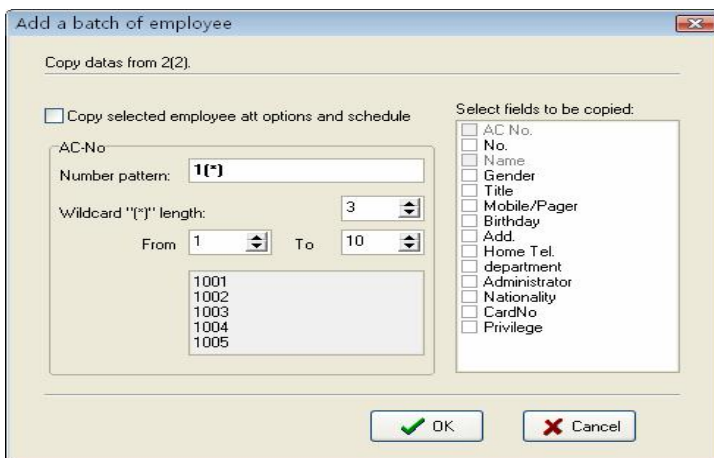 Add a batch of employee
Copy datas from 2(2).
Copy selected employee att options and schedule
AC-No
Number pattern: 1(*)
Wildcard "(*)" length: 3
From 1 To 10
1001
1002
1003
1004
1005
Select fields to be copied:
AC No.
No.
Name
Gender
Title
Mobile/Pager
Birthday
Add.
Home Tel.
department
Administrator
Nationality
CardNo
Privilege
OK Cancel